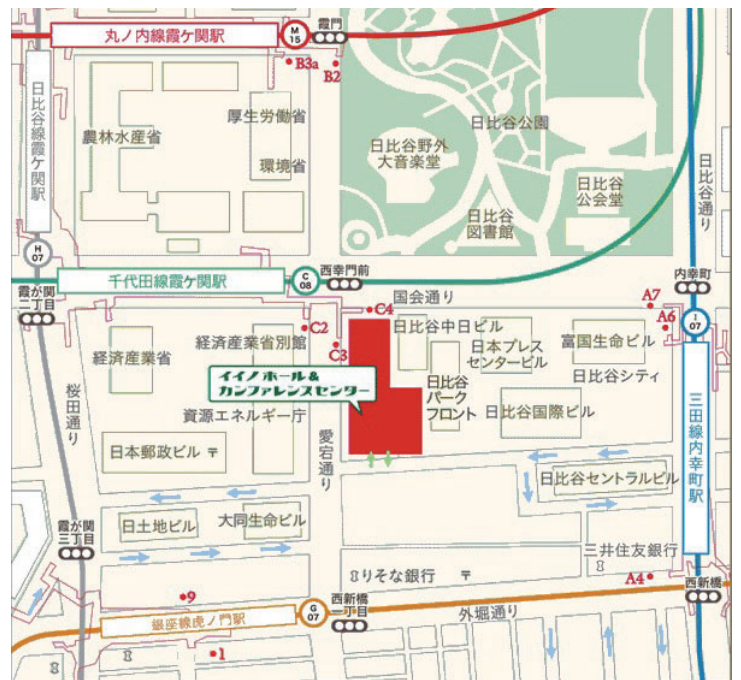 丸ノ内線霞ケ関駅
M
15
霞門
B3a
B2
日比谷線霞ケ関駅
農林水産省
厚生労働省
環境省
日比谷公園
日比谷野外
大音楽堂
日比谷
図書館
日比谷
公会堂
日比谷通り
H
07
霞が関
二丁目
千代田線霞ケ関駅
C
08
西幸門前
内幸町
国会通り
C4
A7
A6
I
07
C2
C3
経済産業省
経済産業省別館
日比谷中日ビル
日本プレス
センタービル
富国生命ビル
日比谷シティ
イイノホール&
カンファレンスセンター
日比谷
パーク
フロント
日比谷国際ビル
桜田通り
資源エネルギー庁
愛宕通り
日本郵政ビル 〒
三田線内幸町駅
日比谷セントラルビル
日土地ビル
大同生命ビル
霞が関
三丁目
三井住友銀行
りそな銀行 〒
A4
9
西新橋
一丁目
西新橋
外堀通り
銀座線虎ノ門駅
G
07
1